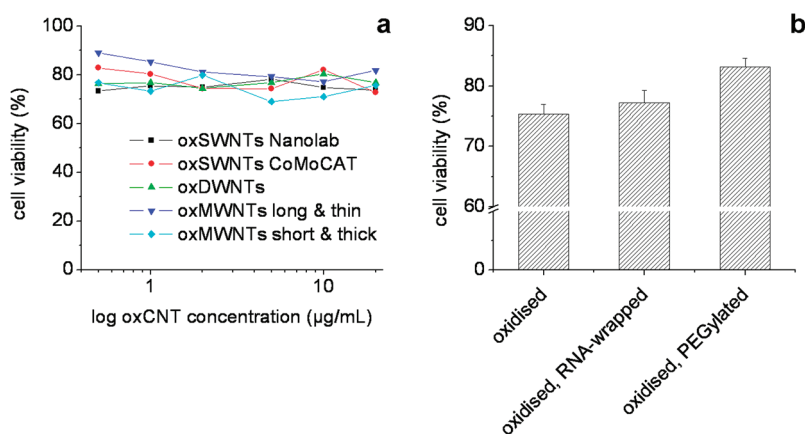 a
100
80
60
40
20
0
cell viability (%)
oxSWNTs Nanolab
oxSWNTs CoMoCAT
oxDWNTs
oxMWNTs long & thin
oxMWNTs short & thick
1
10
log oxCNT concentration (µg/mL)
b
90
80
70
60
0
cell viability (%)
oxidised
oxidised, RNA-wrapped
oxidised, PEGylated